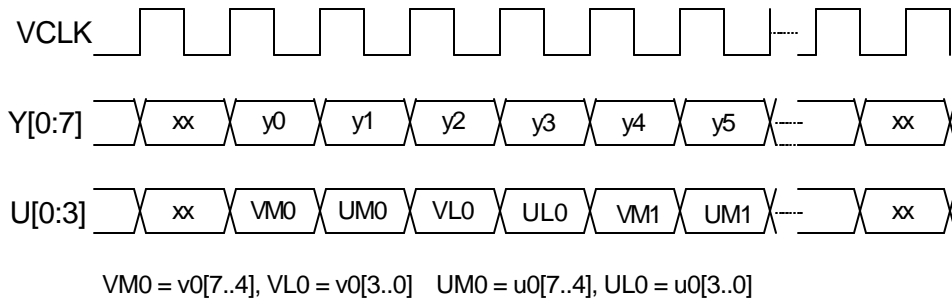 VCLK
Y[0:7] xx y0 y1 y2 y3 y4 y5 xx
U[0:3] xx VM0 UM0 VL0 UL0 VM1 UM1 xx
VM0 = v0[7..4], VL0 = v0[3..0] UM0 = u0[7..4], UL0 = u0[3..0]